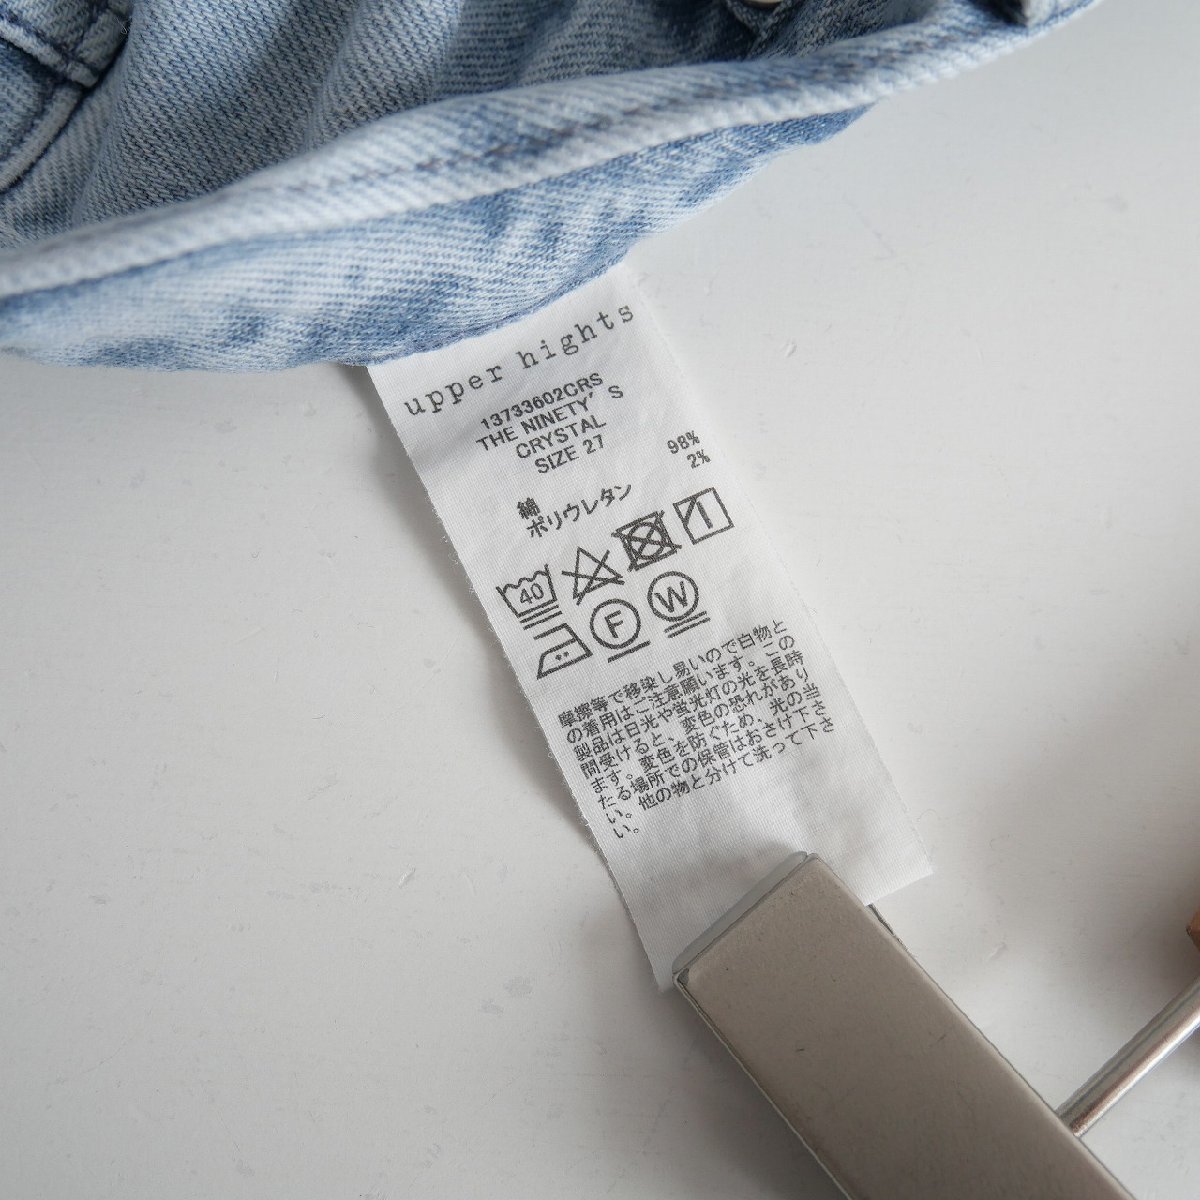 upper hights
13733602CRS
THE NINETY'S
CRYSTAL
SIZE 27
綿 98%
ポリウレタン 2%
40
F W
摩擦等で移染し易いので白物と
の着用はご注意願います。この
製品は日光や蛍光灯の光を長時
間受けると、変色の恐れがあり
ます。変色を防ぐため、光の当
たる場所での保管はおさけ下さ
い。他の物と分けて洗って下さ
い。